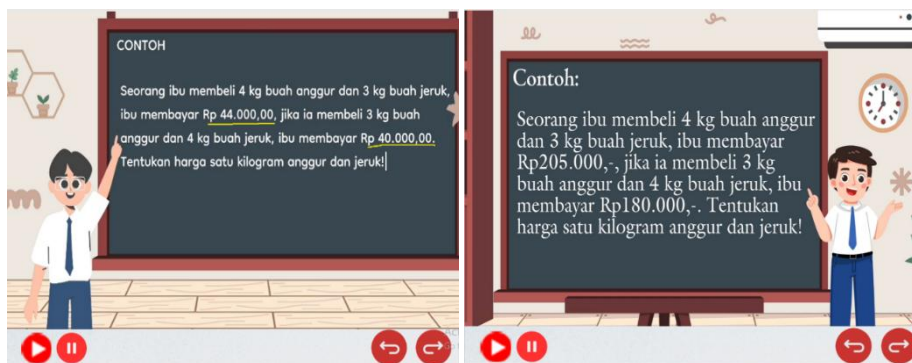 CONTOH
Seorang ibu membeli 4 kg buah anggur dan 3 kg buah jeruk,
ibu membayar Rp 44.000,00, jika ia membeli 3 kg buah
anggur dan 4 kg buah jeruk, ibu membayar Rp 40.000,00.
Tentukan harga satu kilogram anggur dan jeruk!
Contoh:
Seorang ibu membeli 4 kg buah anggur
dan 3 kg buah jeruk, ibu membayar
Rp205.000,-, jika ia membeli 3 kg
buah anggur dan 4 kg buah jeruk, ibu
membayar Rp180.000,-. Tentukan
harga satu kilogram anggur dan jeruk!